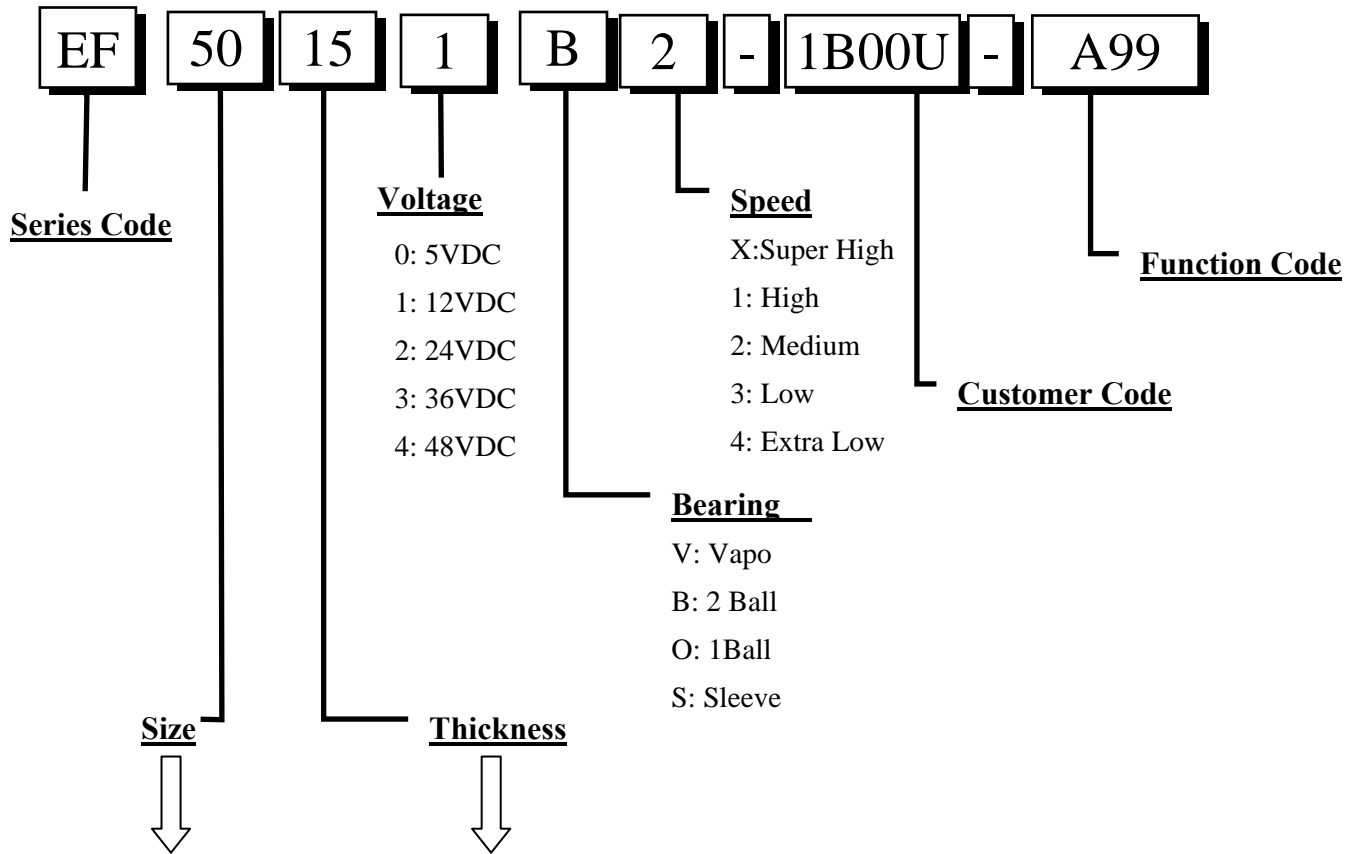 EF 50 15 1 B 2 - 1B00U - A99
Series Code
Voltage
0: 5VDC
1: 12VDC
2: 24VDC
3: 36VDC
4: 48VDC
Speed
X:Super High
1: High
2: Medium
3: Low
4: Extra Low
Function Code
Customer Code
Bearing
V: Vapo
B: 2 Ball
O: 1Ball
S: Sleeve
Size
Thickness